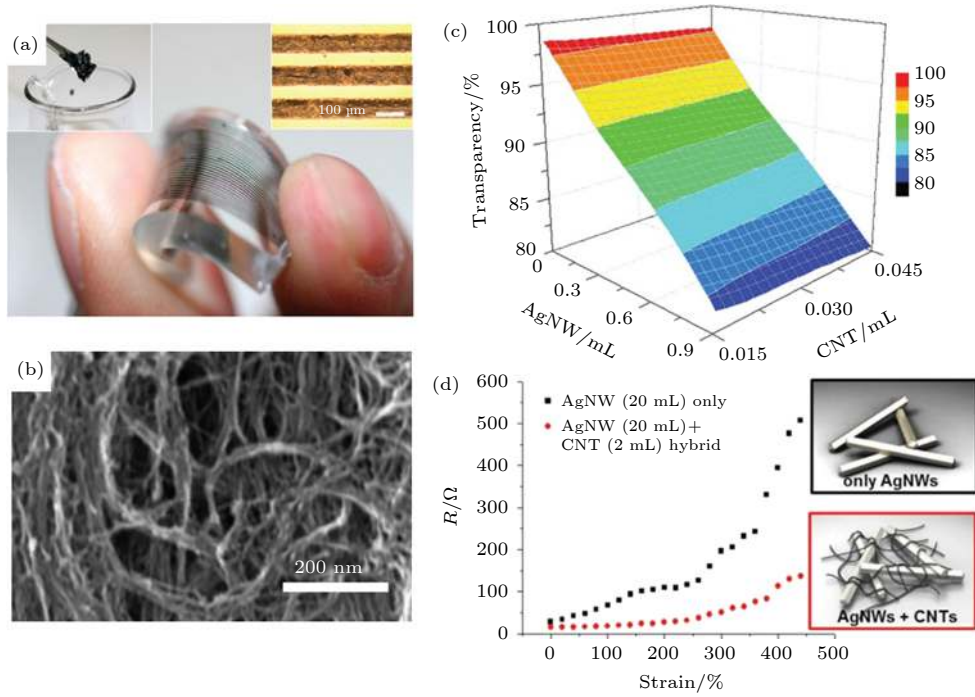 (a)
100 μm
(b)
200 nm
(c)
Transparency/%
100
95
90
85
80
0
0.3
0.6
0.9
AgNW/mL
0.015
0.030
0.045
CNT/mL
100
95
90
85
80
(d)
600
500
400
300
200
100
0
R/Ω
AgNW (20 mL) only
AgNW (20 mL)+
CNT (2 mL) hybrid
only AgNWs
AgNWs + CNTs
0
100
200
300
400
500
Strain/%